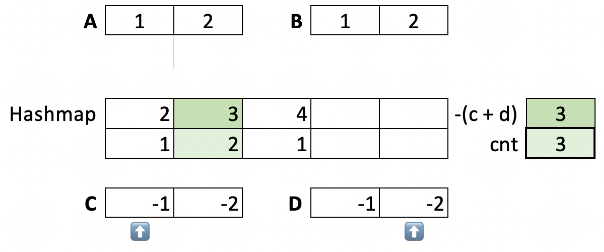 A 1 2 B 1 2
Hashmap 2 3 4 -(c + d) 3
1 2 1 cnt 3
C -1 -2 D -1 -2